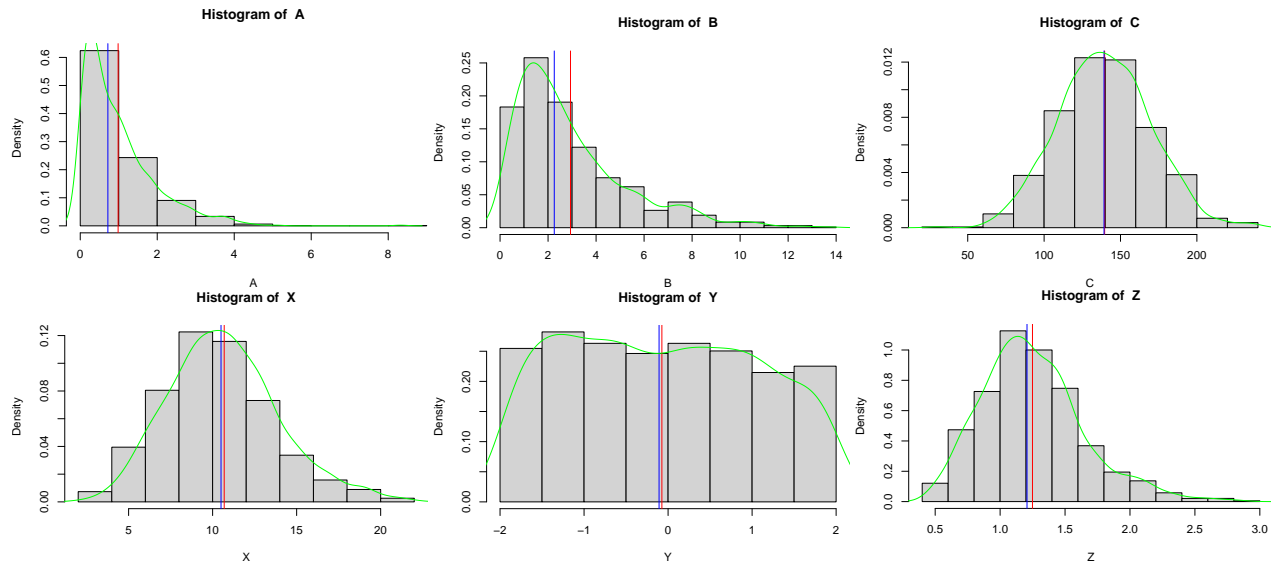 Histogram of A
Density
0.0 0.1 0.2 0.3 0.4 0.5 0.6
0 2 4 6 8
A
Histogram of B
Density
0.00 0.05 0.10 0.15 0.20 0.25
0 2 4 6 8 10 12 14
B
Histogram of C
Density
0.000 0.004 0.008 0.012
50 100 150 200
C
Histogram of X
Density
0.00 0.04 0.08 0.12
5 10 15 20
X
Histogram of Y
Density
0.00 0.10 0.20
−2 −1 0 1 2
Y
Histogram of Z
Density
0.0 0.2 0.4 0.6 0.8 1.0
0.5 1.0 1.5 2.0 2.5 3.0
Z